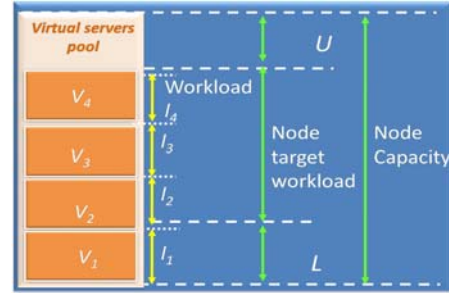 Virtual servers
pool
U
V4
Workload
l4
V3
l3
Node
target
workload
Node
Capacity
V2
l2
V1
l1
L